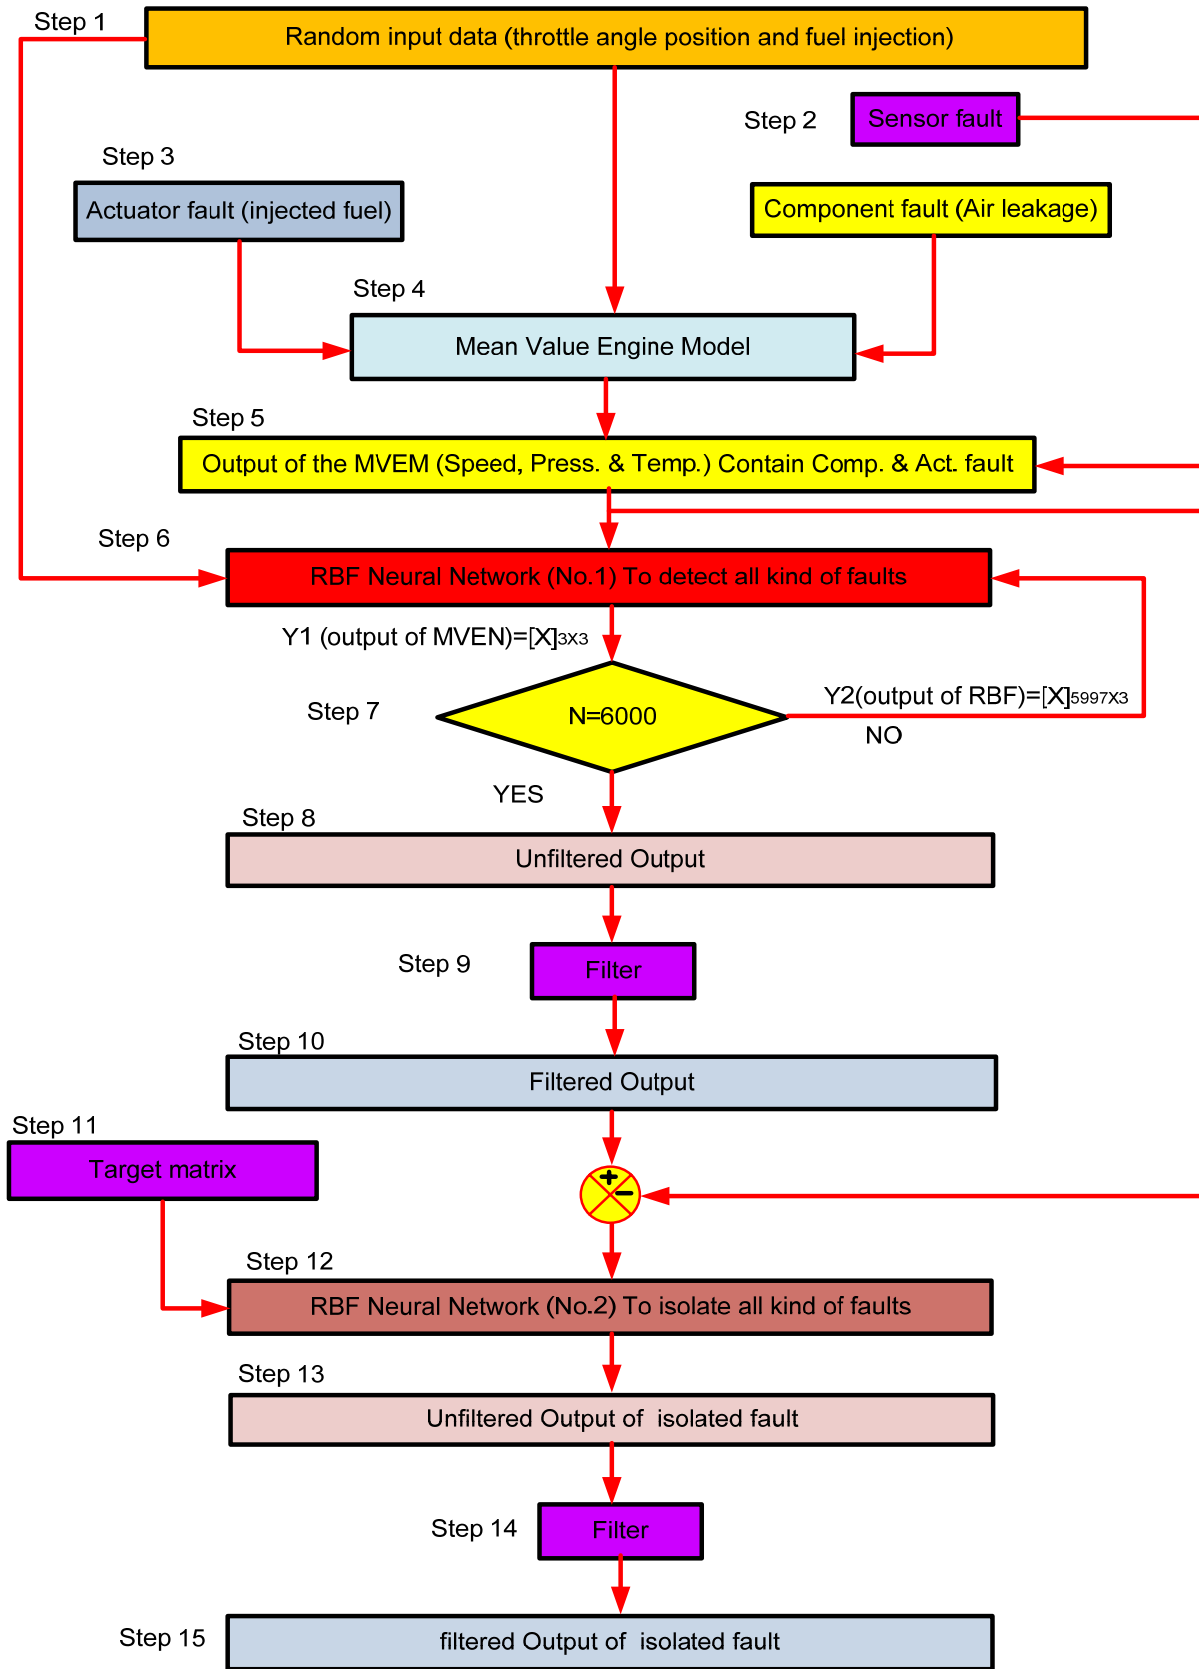 Step 1
Random input data (throttle angle position and fuel injection)
Step 2
Sensor fault
Step 3
Actuator fault (injected fuel)
Component fault (Air leakage)
Step 4
Mean Value Engine Model
Step 5
Output of the MVEM (Speed, Press. & Temp.) Contain Comp. & Act. fault
Step 6
RBF Neural Network (No.1) To detect all kind of faults
Y1 (output of MVEN)=[X]3X3
Step 7
N=6000
Y2(output of RBF)=[X]5997X3
NO
YES
Step 8
Unfiltered Output
Step 9
Filter
Step 10
Filtered Output
Step 11
Target matrix
+
-
Step 12
RBF Neural Network (No.2) To isolate all kind of faults
Step 13
Unfiltered Output of isolated fault
Step 14
Filter
Step 15
filtered Output of isolated fault